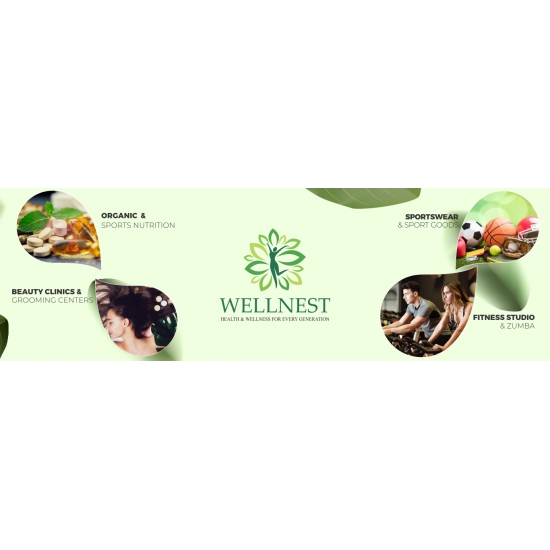 ORGANIC &
SPORTS NUTRITION
BEAUTY CLINICS &
GROOMING CENTERS
WELLNEST
HEALTH & WELLNESS FOR EVERY GENERATION
SPORTSWEAR
& SPORT GOODS
FITNESS STUDIO
& ZUMBA